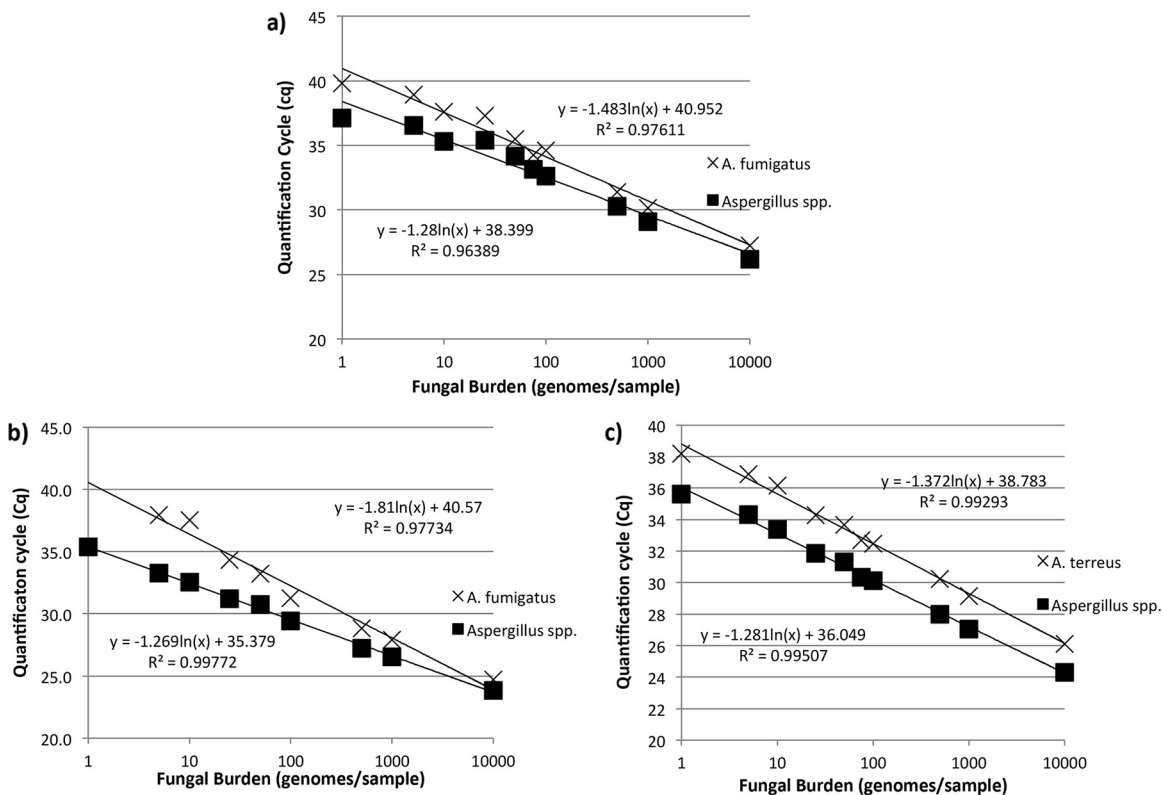 a)
Quantification Cycle (cq)
45
40
35
30
25
20
y = -1.483ln(x) + 40.952
R² = 0.97611
A. fumigatus
Aspergillus spp.
y = -1.28ln(x) + 38.399
R² = 0.96389
1 10 100 1000 10000
Fungal Burden (genomes/sample)
b)
Quantificaton cycle (Cq)
45.0
40.0
35.0
30.0
25.0
20.0
y = -1.81ln(x) + 40.57
R² = 0.97734
A. fumigatus
Aspergillus spp.
y = -1.269ln(x) + 35.379
R² = 0.99772
1 10 100 1000 10000
Fungal Burden (genomes/sample)
c)
Quantification cycle (Cq)
40
38
36
34
32
30
28
26
24
22
20
y = -1.372ln(x) + 38.783
R² = 0.99293
A. terreus
Aspergillus spp.
y = -1.281ln(x) + 36.049
R² = 0.99507
1 10 100 1000 10000
Fungal Burden (genomes/sample)